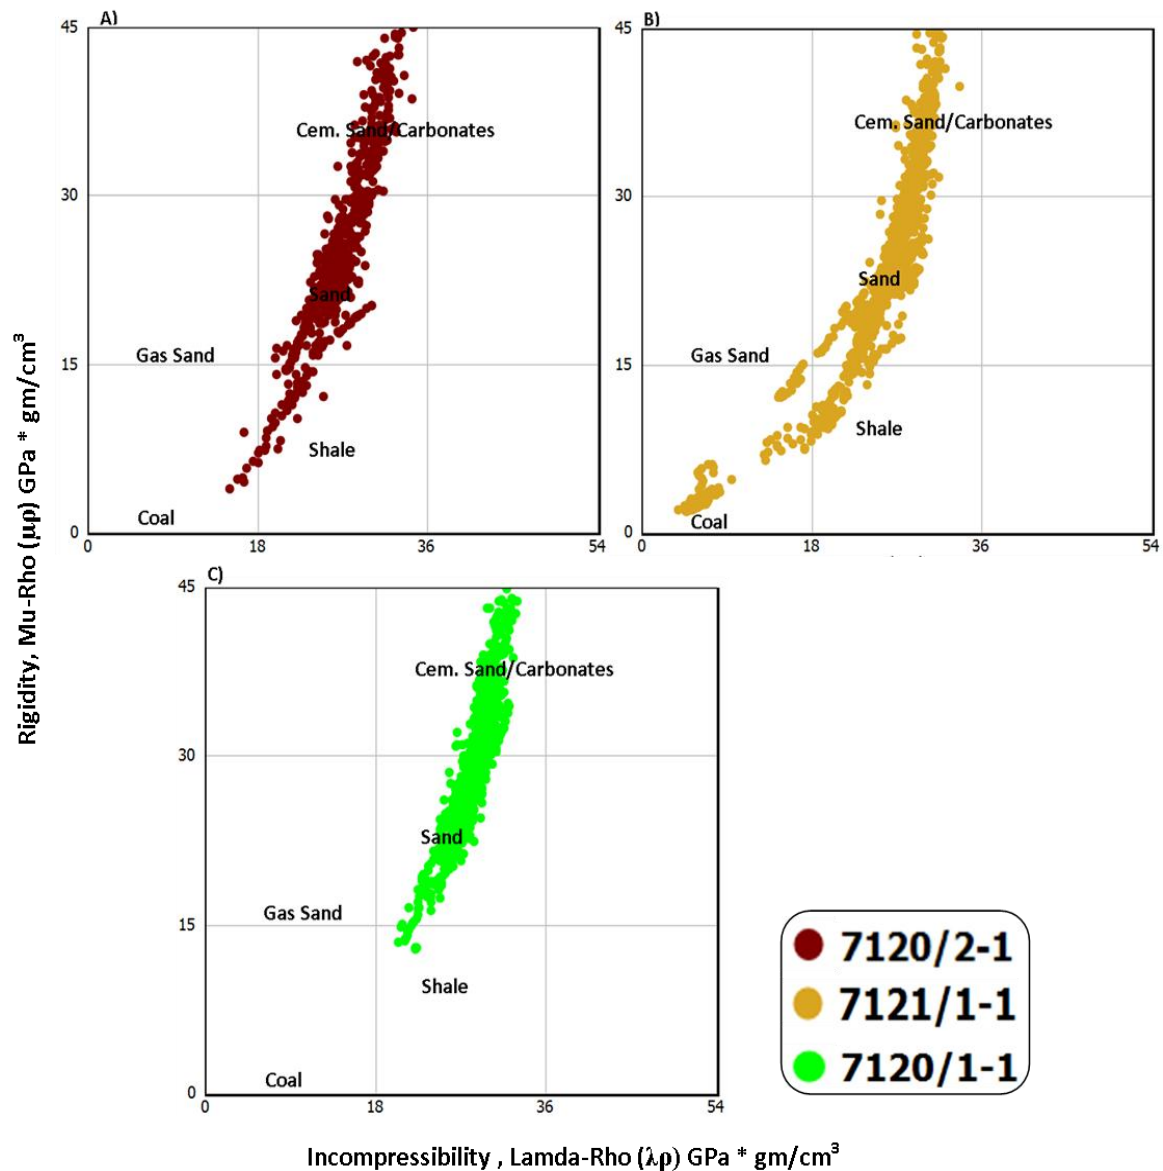 A)
45
30
15
0
0 18 36 54
Cem. Sand/Carbonates
Sand
Gas Sand
Shale
Coal
B)
45
30
15
0
0 18 36 54
Cem. Sand/Carbonates
Sand
Gas Sand
Shale
Coal
Rigidity, Mu-Rho (μρ) GPa * gm/cm³
C)
45
30
15
0
0 18 36 54
Cem. Sand/Carbonates
Sand
Gas Sand
Shale
Coal
7120/2-1
7121/1-1
7120/1-1
Incompressibility , Lamda-Rho (λρ) GPa * gm/cm³